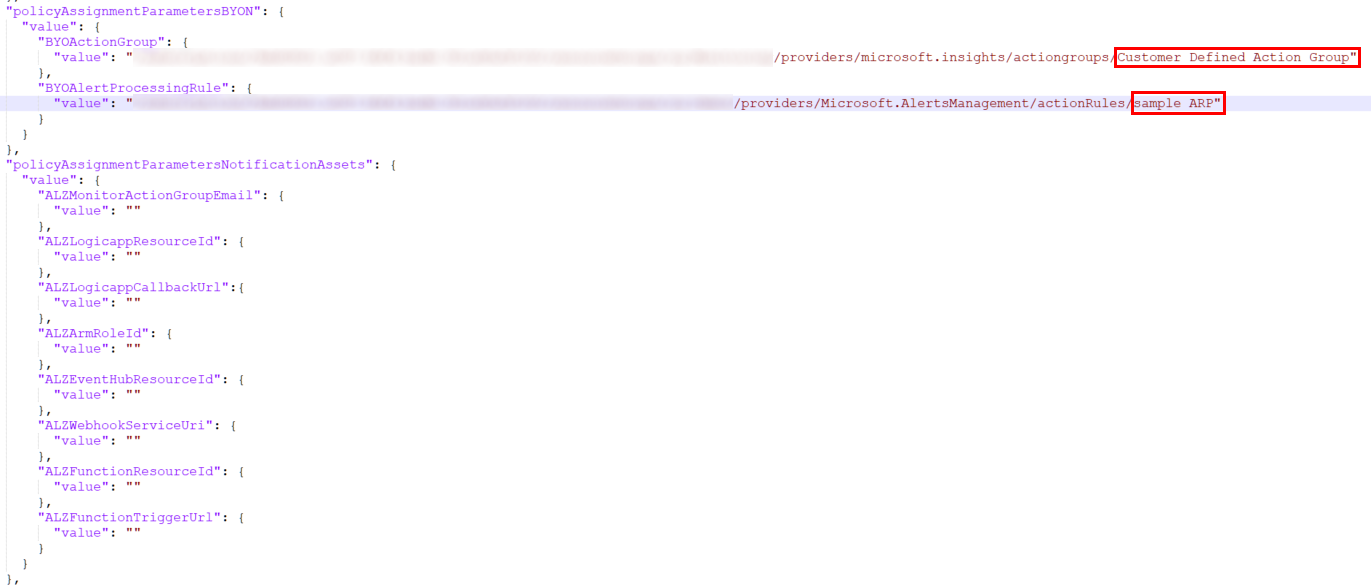 "policyAssignmentParametersBYON": {
"value": {
"BYOActionGroup": {
"value": "/providers/microsoft.insights/actiongroups/Customer Defined Action Group"
},
"BYOAlertProcessingRule": {
"value": "/providers/Microsoft.AlertsManagement/actionRules/sample ARP"
}
}
},
"policyAssignmentParametersNotificationAssets": {
"value": {
"ALZMonitorActionGroupEmail": {
"value": ""
},
"ALZLogicappResourceId": {
"value": ""
},
"ALZLogicappCallbackUrl":{
"value": ""
},
"ALZArmRoleId": {
"value": ""
},
"ALZEventHubResourceId": {
"value": ""
},
"ALZWebhookServiceUri": {
"value": ""
},
"ALZFunctionResourceId": {
"value": ""
},
"ALZFunctionTriggerUrl": {
"value": ""
}
}
},